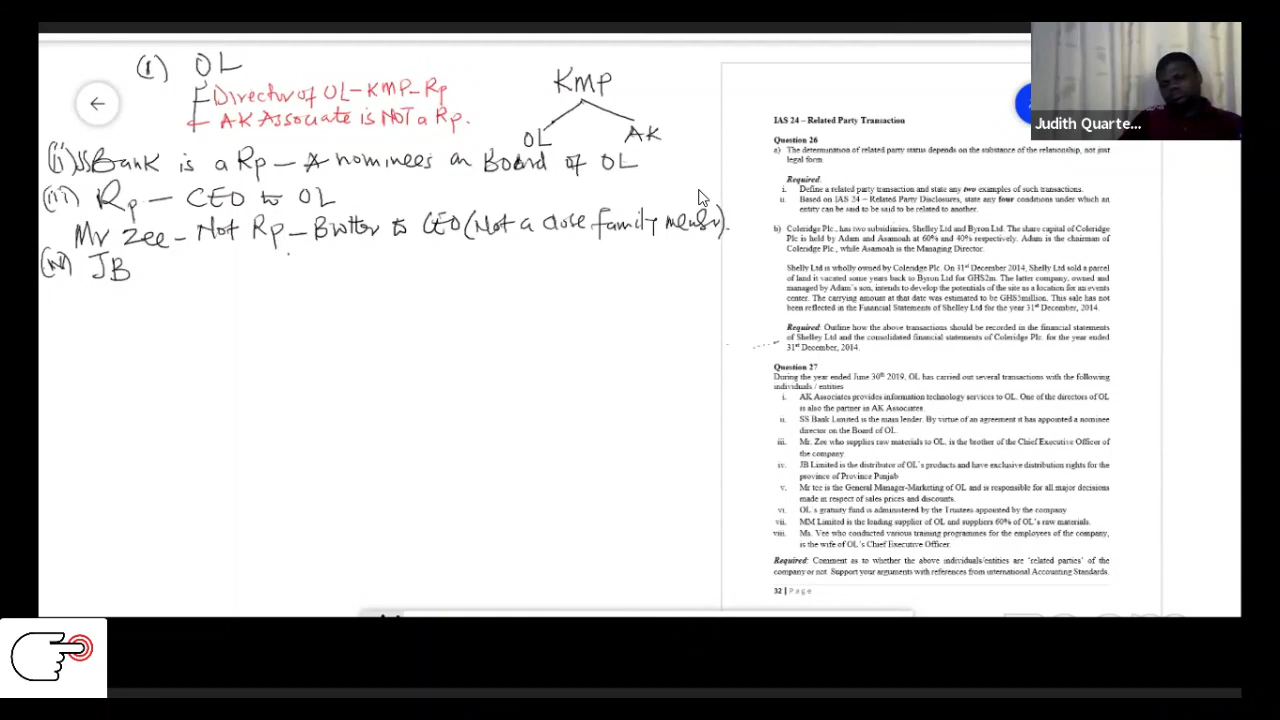 (i) OL
Director of OL-KMP-Rp
AK Associate is NOT a Rp.
KMP
OL AK
(ii) SSBank is a Rp - A nominees on Board of OL
(iii) Rp - CEO to OL
Mr Zee - Not Rp - Brother to CEO (Not a close family member).
(iv) JB
Judith Quarte...
IAS 24 – Related Party Transaction
Question 26
a) The determination of related party status depends on the substance of the relationship, not just
legal form.
Required:
i. Define a related party transaction and state any two examples of such transactions.
ii. Based on IAS 24 – Related Party Disclosures, state any four conditions under which an
entity can be said to be said to be related to another.
b) Coleridge Plc., has two subsidiaries, Shelley Ltd and Byron Ltd. The share capital of Coleridge
Plc is held by Adam and Asamoah at 60% and 40% respectively. Adam is the chairman of
Coleridge Plc., while Asamoah is the Managing Director.
Shelly Ltd is wholly owned by Coleridge Plc. On 31st December 2014, Shelly Ltd sold a parcel
of land it vacated some years back to Byron Ltd for GHS2m. The latter company, owned and
managed by Adam's son, intends to develop the potentials of the site as a location for an events
center. The carrying amount at that date was estimated to be GHS3million. This sale has not
been reflected in the Financial Statements of Shelley Ltd for the year 31st December, 2014.
Required: Outline how the above transactions should be recorded in the financial statements
of Shelley Ltd and the consolidated financial statements of Coleridge Plc. for the year ended
31st December, 2014.
Question 27
During the year ended June 30th 2019, OL has carried out several transactions with the following
individuals / entities
i. AK Associates provides information technology services to OL. One of the directors of OL
is also the partner in AK Associates.
ii. SS Bank Limited is the main lender. By virtue of an agreement it has appointed a nominee
director on the Board of OL.
iii. Mr. Zee who supplies raw materials to OL, is the brother of the Chief Executive Officer of
the company.
iv. JB Limited is the distributor of OL's products and have exclusive distribution rights for the
province of Province Punjab
v. Mr tee is the General Manager-Marketing of OL and is responsible for all major decisions
made in respect of sales prices and discounts.
vi. OL's gratuity fund is administered by the Trustees appointed by the company
vii. MM Limited is the leading supplier of OL and suppliers 60% of OL's raw materials.
viii. Ms. Vee who conducted various training programmes for the employees of the company,
is the wife of OL's Chief Executive Officer.
Required: Comment as to whether the above individuals/entities are 'related parties' of the
company or not. Support your arguments with references from international Accounting Standards.
32 | Page